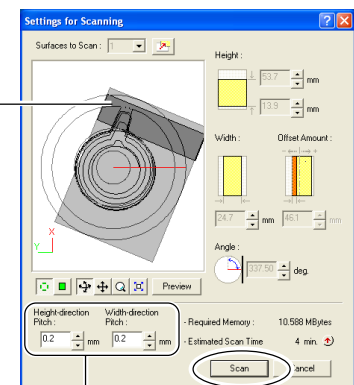 Settings for Scanning
Surfaces to Scan : 1
Height :
53.7 mm
13.9 mm
Width :
Offset Amount :
24.7 mm
46.1 mm
Angle :
337.50 deg.
X
Y
Preview
Height-direction Pitch :
Width-direction Pitch :
0.2 mm
0.2 mm
- Required Memory : 10.588 MBytes
- Estimated Scan Time 4 min.
Scan
Cancel